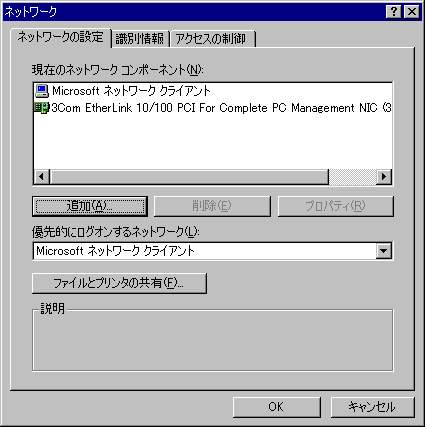 ネットワーク
ネットワークの設定 識別情報 アクセスの制御
現在のネットワーク コンポーネント(N):
Microsoft ネットワーク クライアント
3Com EtherLink 10/100 PCI For Complete PC Management NIC (3
追加(A)... 削除(E) プロパティ(R)
優先的にログオンするネットワーク(L):
Microsoft ネットワーク クライアント
ファイルとプリンタの共有(F)...
説明
OK キャンセル